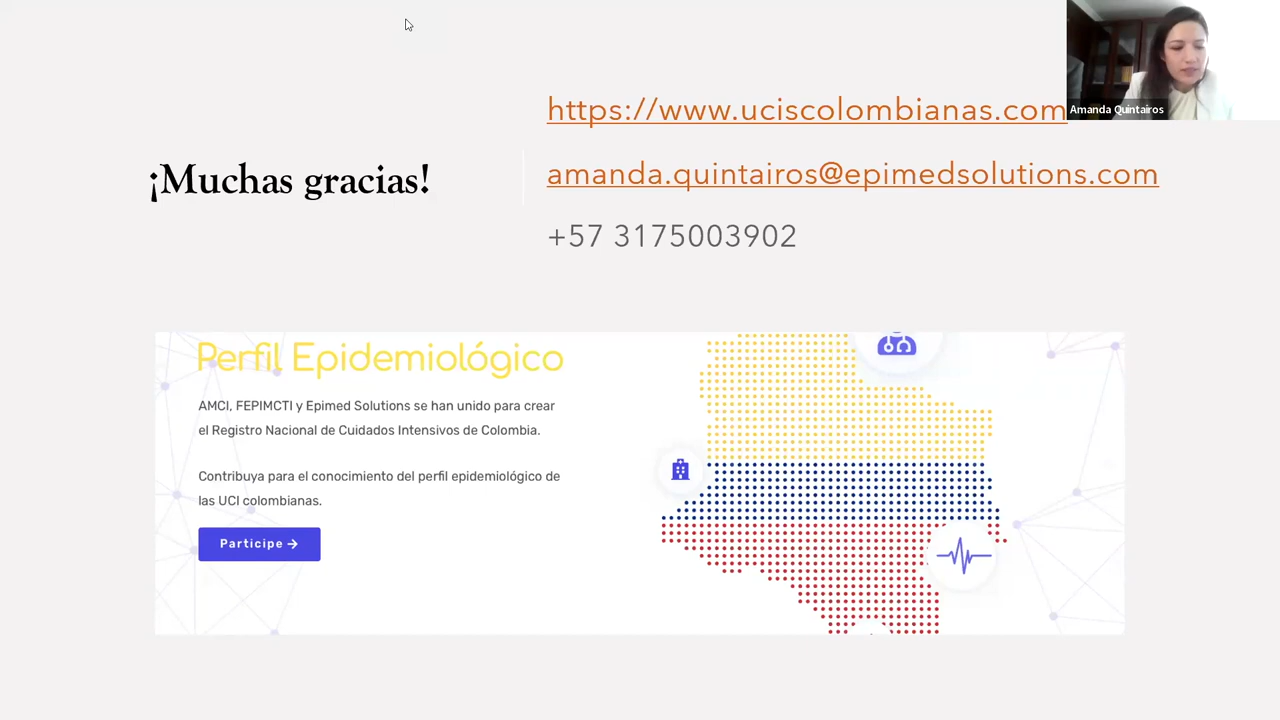 https://www.uciscolombianas.com
Amanda Quintairos
¡Muchas gracias!
amanda.quintairos@epimedsolutions.com
+57 3175003902
Perfil Epidemiológico
AMCI, FEPIMCTI y Epimed Solutions se han unido para crear
el Registro Nacional de Cuidados Intensivos de Colombia.
Contribuya para el conocimiento del perfil epidemiológico de
las UCI colombianas.
Participe →